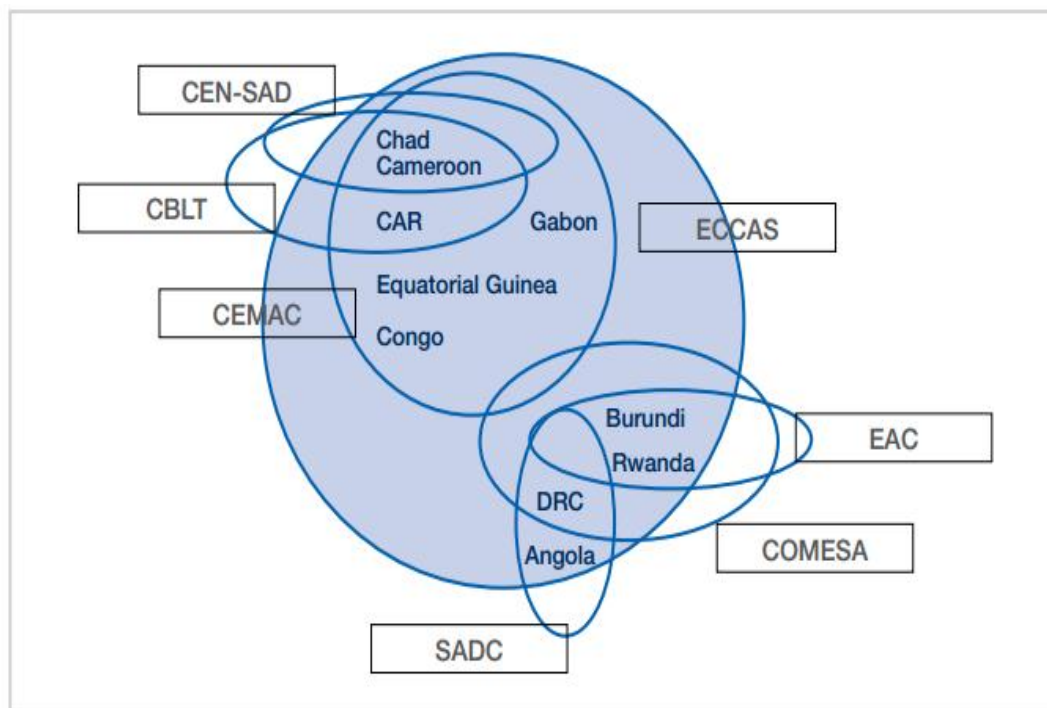 CEN-SAD
Chad
Cameroon
CBLT
CAR
Gabon
ECCAS
Equatorial Guinea
CEMAC
Congo
Burundi
EAC
Rwanda
DRC
COMESA
Angola
SADC